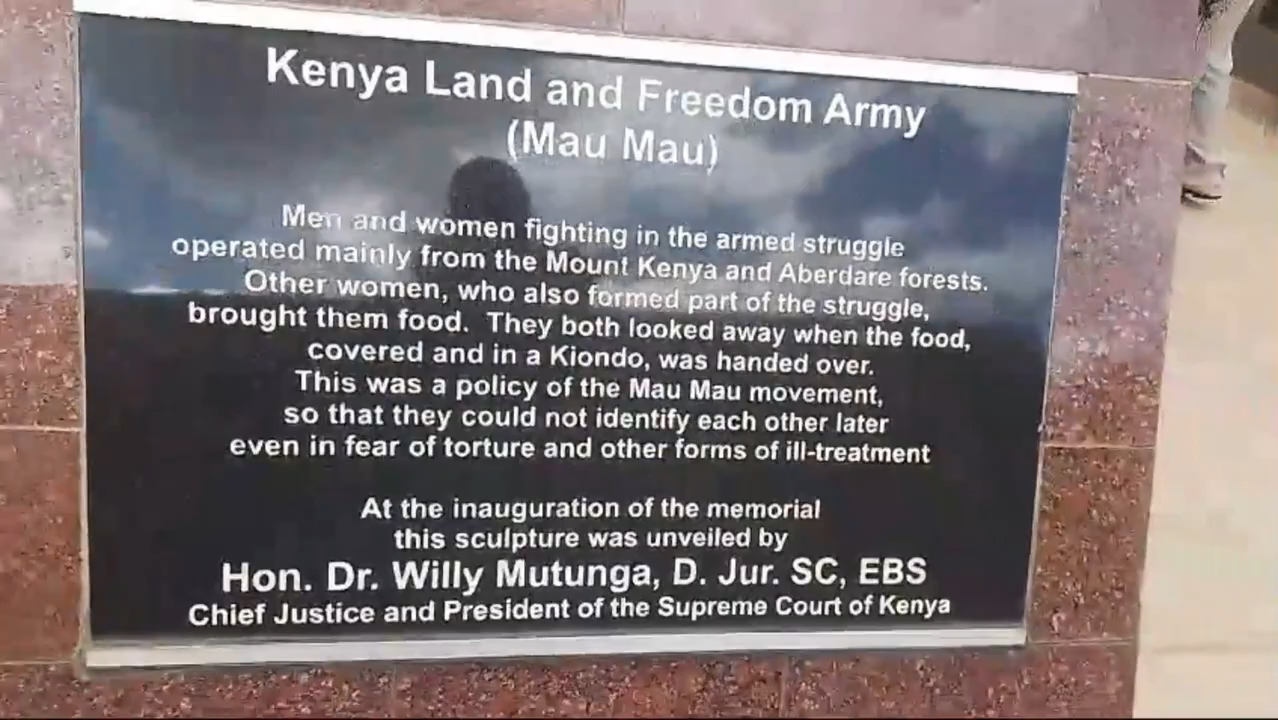 Kenya Land and Freedom Army
(Mau Mau)
Men and women fighting in the armed struggle
operated mainly from the Mount Kenya and Aberdare forests.
Other women, who also formed part of the struggle,
brought them food. They both looked away when the food,
covered and in a Kiondo, was handed over.
This was a policy of the Mau Mau movement,
so that they could not identify each other later
even in fear of torture and other forms of ill-treatment
At the inauguration of the memorial
this sculpture was unveiled by
Hon. Dr. Willy Mutunga, D. Jur. SC, EBS
Chief Justice and President of the Supreme Court of Kenya